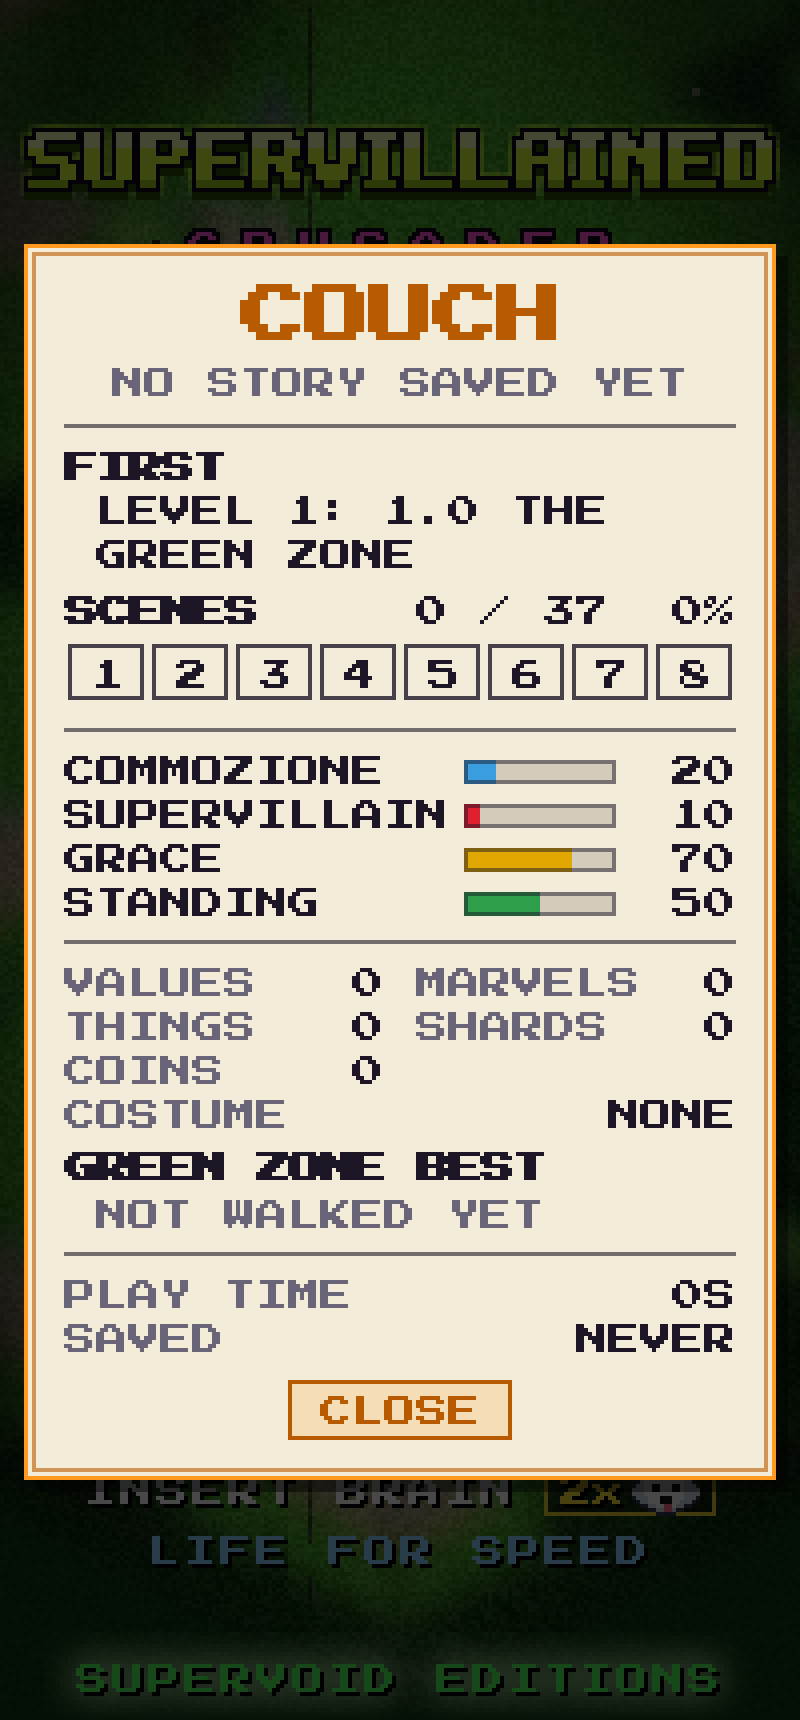 SUPERVILLAINED
CRUSADER
COUCH
NO STORY SAVED YET
FIRST
LEVEL 1: 1.0 THE
GREEN ZONE
SCENES 0 / 37 0%
1 2 3 4 5 6 7 8
COMMOZIONE 20
SUPERVILLAIN 10
GRACE 70
STANDING 50
VALUES 0 MARVELS 0
THINGS 0 SHARDS 0
COINS 0
COSTUME NONE
GREEN ZONE BEST
NOT WALKED YET
PLAY TIME 0S
SAVED NEVER
CLOSE
INSERT BRAIN 2x
LIFE FOR SPEED
SUPERVOID EDITIONS